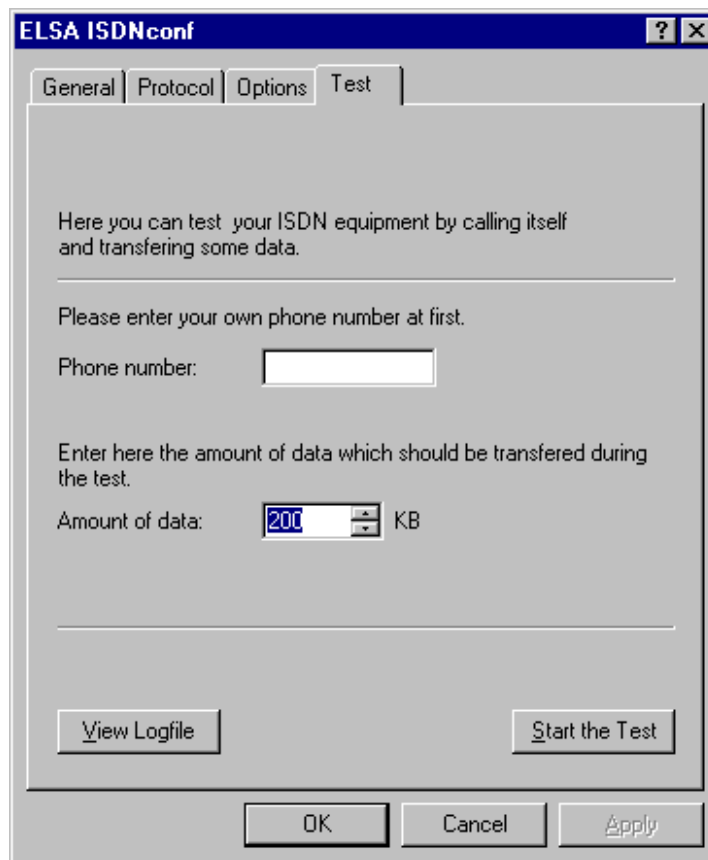 ELSA ISDNconf
General Protocol Options Test
Here you can test your ISDN equipment by calling itself
and transfering some data.
Please enter your own phone number at first.
Phone number:
Enter here the amount of data which should be transfered during
the test.
Amount of data: 200 KB
View Logfile Start the Test
OK Cancel Apply